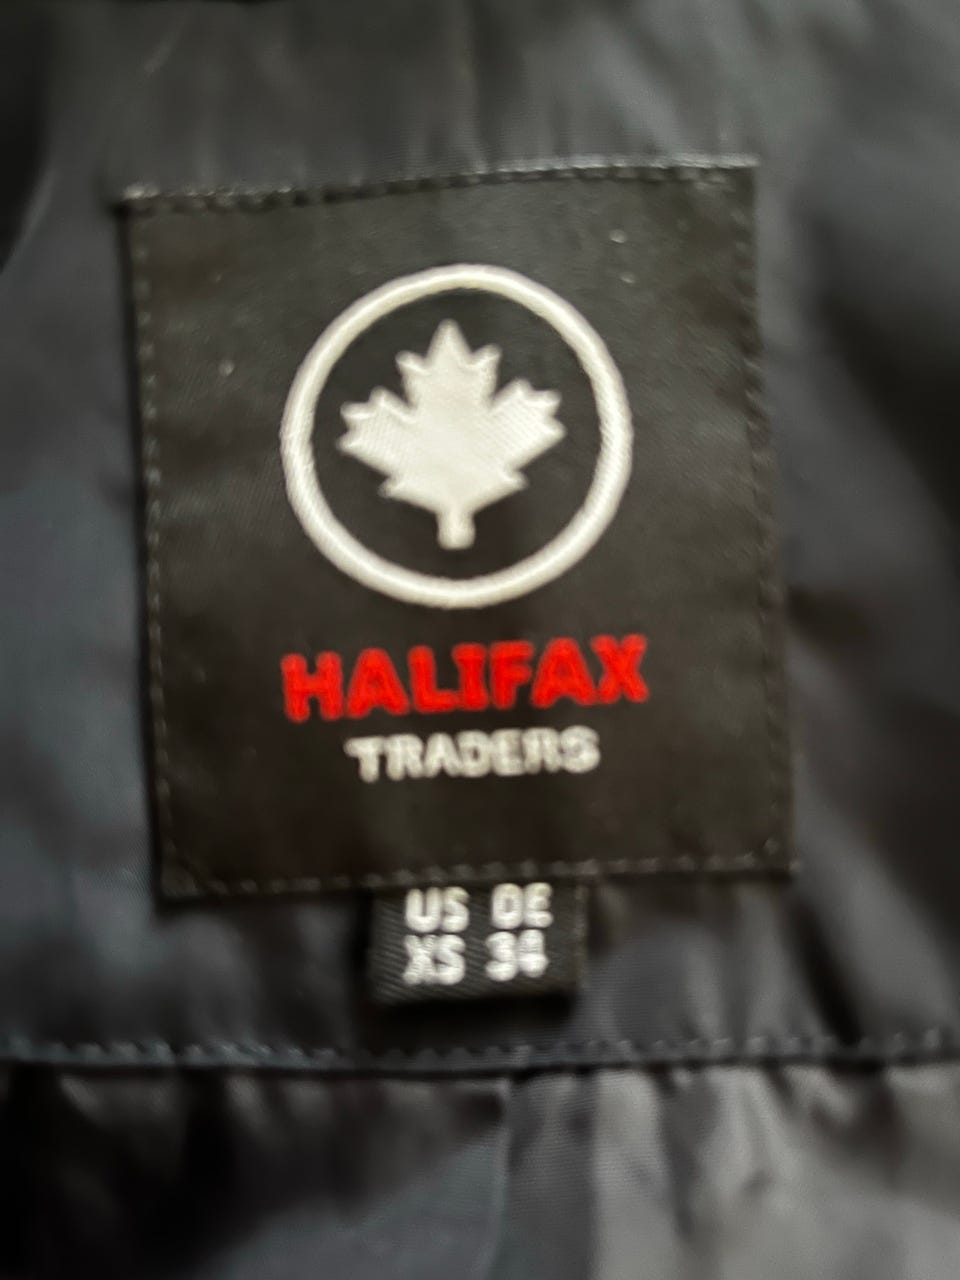 HALIFAX
TRADERS
US DE
XS 34